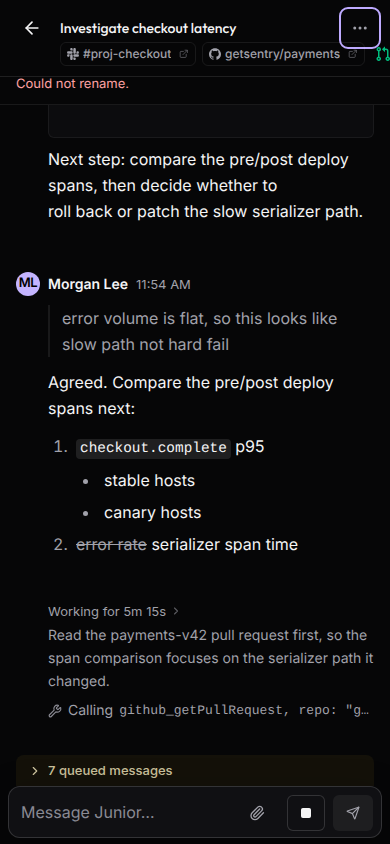 Investigate checkout latency
#proj-checkout getsentry/payments
Could not rename.
Next step: compare the pre/post deploy
spans, then decide whether to
roll back or patch the slow serializer path.
ML Morgan Lee 11:54 AM
error volume is flat, so this looks like
slow path not hard fail
Agreed. Compare the pre/post deploy
spans next:
1. checkout.complete p95
• stable hosts
• canary hosts
2. error rate serializer span time
Working for 5m 15s
Read the payments-v42 pull request first, so the
span comparison focuses on the serializer path it
changed.
Calling github_getPullRequest, repo: "g…
7 queued messages
Message Junior...